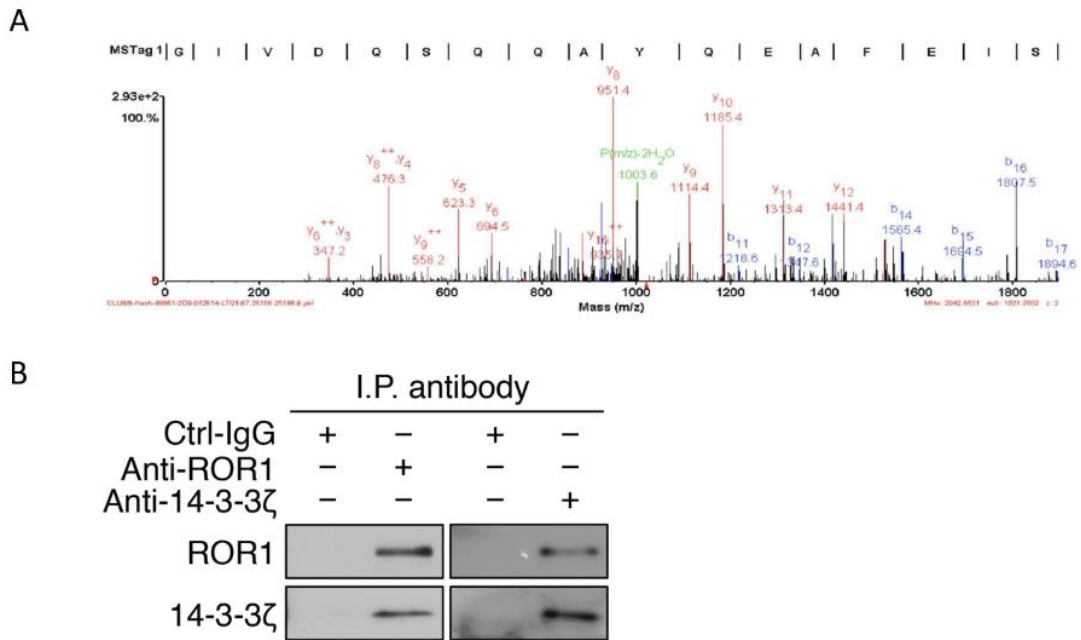 A
MSTag 1 G I V D Q S Q Q A Y Q E A F E I S
2.93e+2
100.%
y8
951.4
y10
1185.4
y8++,y4
476.3
P(m/z)-2H2O
1003.6
y5
623.3
y6
694.5
y9
1114.4
y11
1313.4
y12
1441.4
b16
1807.5
y6++,y3
347.2
y9++
558.2
y16++
b11
1218.6
b12
1347.6
b14
1565.4
b15
1694.5
b17
1894.6
0 200 400 600 800 1000 1200 1400 1600 1800
Mass (m/z)
B
I.P. antibody
Ctrl-IgG + − + −
Anti-ROR1 − + − −
Anti-14-3-3ζ − − − +
ROR1
14-3-3ζ